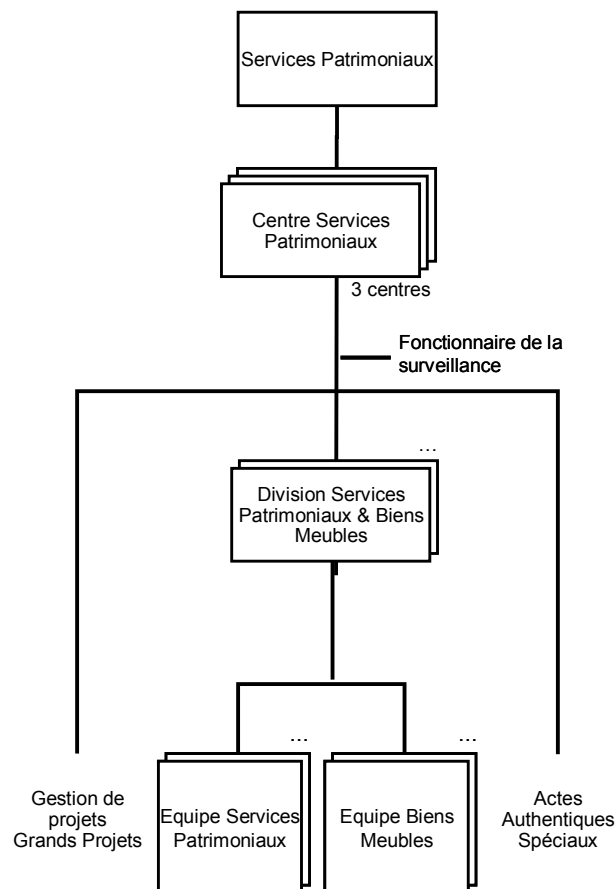 Services Patrimoniaux
Centre Services
Patrimoniaux
3 centres
Fonctionnaire de la
surveillance
...
Division Services
Patrimoniaux & Biens
Meubles
...
...
Gestion de
projets
Grands Projets
Equipe Services
Patrimoniaux
Equipe Biens
Meubles
Actes
Authentiques
Spéciaux